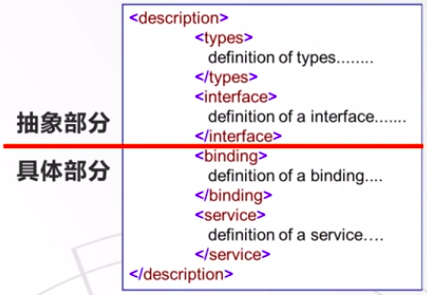 <description>
<types>
definition of types........
</types>
<interface>
definition of a interface.......
抽象部分
</interface>
具体部分
<binding>
definition of a binding....
</binding>
<service>
definition of a service....
</service>
</description>